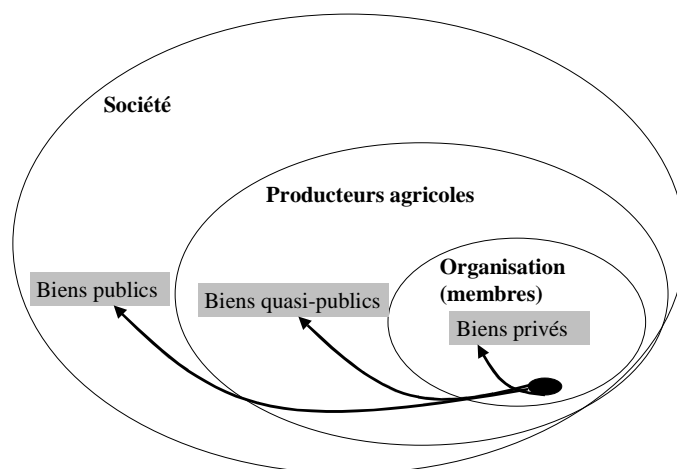 Société
Producteurs agricoles
Organisation
(membres)
Biens publics
Biens quasi-publics
Biens privés